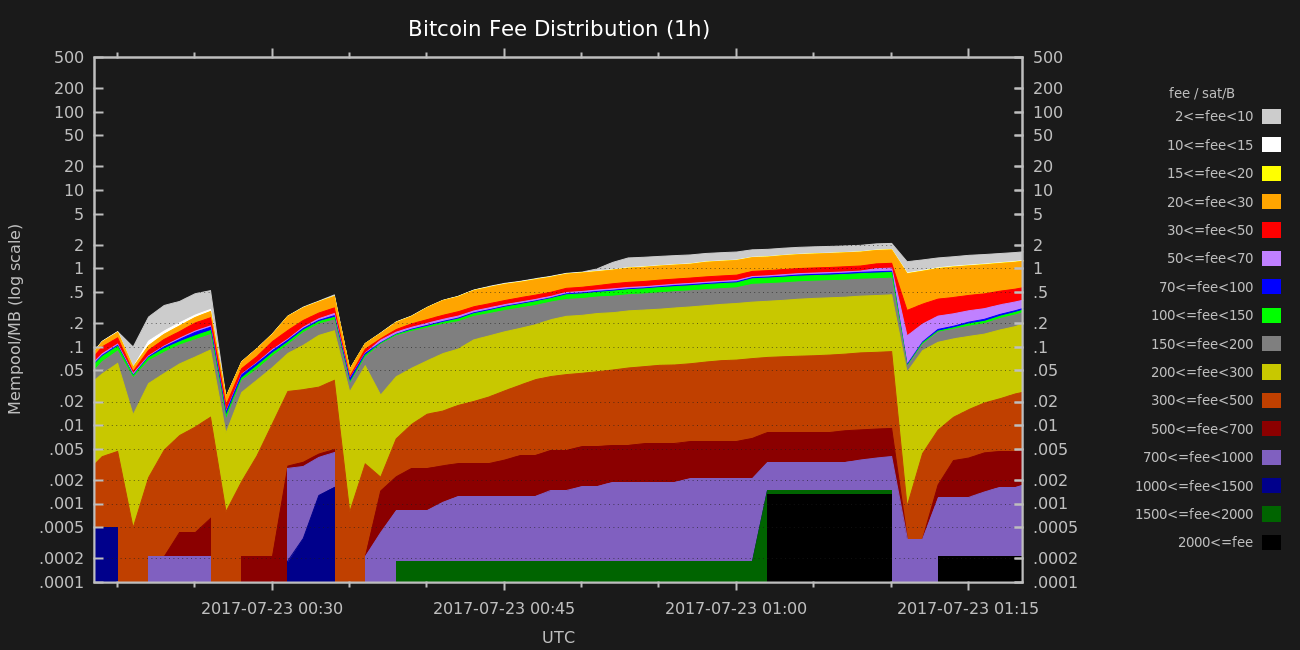 Bitcoin Fee Distribution (1h)
Mempool/MB (log scale)
500
200
100
50
20
10
5
2
1
.5
.2
.1
.05
.02
.01
.005
.002
.001
.0005
.0002
.0001
500
200
100
50
20
10
5
2
1
.5
.2
.1
.05
.02
.01
.005
.002
.001
.0005
.0002
.0001
2017-07-23 00:30
2017-07-23 00:45
2017-07-23 01:00
2017-07-23 01:15
UTC
fee / sat/B
2<=fee<10
10<=fee<15
15<=fee<20
20<=fee<30
30<=fee<50
50<=fee<70
70<=fee<100
100<=fee<150
150<=fee<200
200<=fee<300
300<=fee<500
500<=fee<700
700<=fee<1000
1000<=fee<1500
1500<=fee<2000
2000<=fee